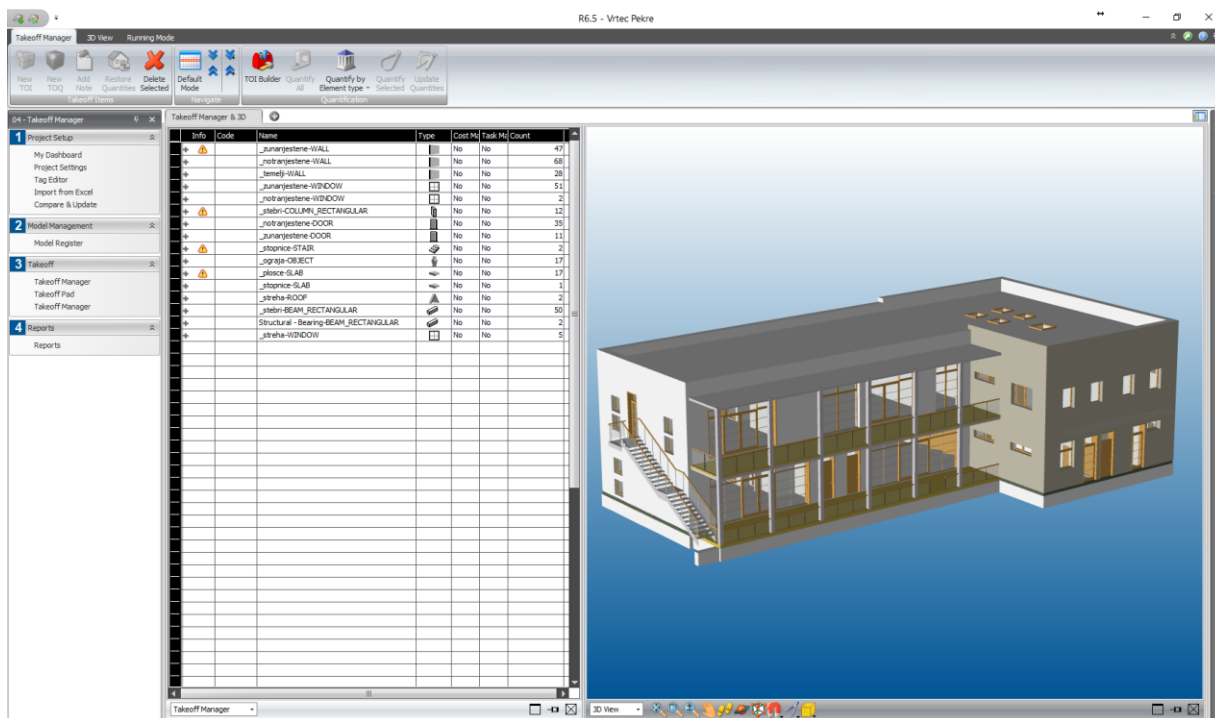 R6.5 - Vrtec Pekre
Takeoff Manager 3D View Running Mode
New TOI New TOQ Add Note Restore Quantities Delete Selected Default Mode TOI Builder Quantify All Quantify by Element type Quantify Selected Update Quantities
Takeoff Items Navigate Quantification
04 - Takeoff Manager
Takeoff Manager & 3D
1 Project Setup
My Dashboard
Project Settings
Tag Editor
Import from Excel
Compare & Update
2 Model Management
Model Register
3 Takeoff
Takeoff Manager
Takeoff Pad
Takeoff Manager
4 Reports
Reports
Info Code Name Type Cost Ma Task Ma Count
_zunanjestene-WALL No No 47
_notranjestene-WALL No No 68
_temelji-WALL No No 28
_zunanjestene-WINDOW No No 51
_notranjestene-WINDOW No No 2
_stebri-COLUMN_RECTANGULAR No No 12
_notranjestene-DOOR No No 35
_zunanjestene-DOOR No No 11
_stopnice-STAIR No No 2
_ograja-OBJECT No No 17
_plosce-SLAB No No 17
_stopnice-SLAB No No 1
_streha-ROOF No No 2
_stebri-BEAM_RECTANGULAR No No 50
Structural - Bearing-BEAM_RECTANGULAR No No 2
_streha-WINDOW No No 5
Takeoff Manager
3D View